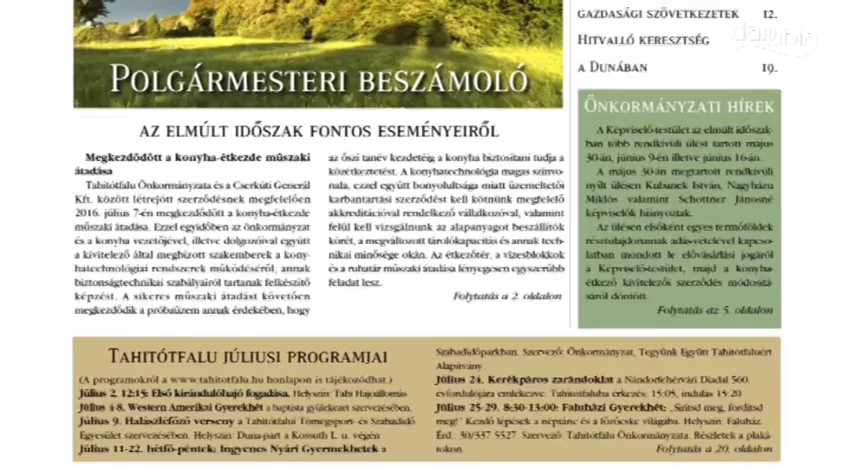 POLGÁRMESTERI BESZÁMOLÓ
AZ ELMÚLT IDŐSZAK FONTOS ESEMÉNYEIRŐL
Megkezdődött a konyha-étkezde műszaki
átadása
Tahitótfalu Önkormányzata és a Cserkúti Generál
Kft. között létrejött szerződésnek megfelelően
2016. július 7-én megkezdődött a konyha-étkezde
műszaki átadása. Ezzel egyidőben az önkormányzat
és a konyha vezetőjével, illetve dolgozóival együtt
a kivitelező által megbízott szakemberek a kony-
hatechnológiai rendszerek működéséről, annak
biztonságtechnikai szabályairól tartanak felkészítő
képzést. A sikeres műszaki átadást követően
megkezdődik a próbaüzem annak érdekében, hogy
az őszi tanév kezdetéig a konyha biztosítani tudja a
közétkeztetést. A konyhatechnológia magas színvo-
nala, ezzel együtt bonyolultsága miatt üzemeltetői
karbantartási szerződést kell kötnünk megfelelő
akkreditációval rendelkező vállalkozóval, valamint
felül kell vizsgálnunk az alapanyagot beszállítók
körét, a megváltozott tárolókapacitás és annak tech-
nikai minősége okán. Az étkezőtér, a vizesblokkok
és a ruhatár műszaki átadása lényegesen egyszerűbb
feladat lesz.
Folytatás a 2. oldalon
GAZDASÁGI SZÖVETKEZETEK 12.
HITVALLÓ KERESZTSÉG
A DUNÁBAN 19.
danubia
ÖNKORMÁNYZATI HÍREK
A Képviselő-testület az elmúlt időszak-
ban több rendkívüli ülést tartott május
30-án, június 9-én illetve június 16-án.
A május 30-án megtartott rendkívüli
nyílt ülésen Kubanek István, Nagyházu
Miklós valamint Schottner Jánosné
képviselők hiányoztak.
Az ülésen elsőként egyes termőföldek
résztulajdonainak adás-vételével kapcso-
latban mondott le elővásárlási jogáról
a Képviselő-testület, majd a konyha-
étkező kivitelezői szerződés módosítá-
sáról döntött.
Folytatás az 5. oldalon
TAHITÓTFALU JÚLIUSI PROGRAMJAI
(A programokról a www.tahitotfalu.hu honlapon is tájékozódhat.)
Július 2, 12:15: Első kirándulóhajó fogadása. Helyszín: Tahi Hajóállomás
Július 4-8. Western Amerikai Gyerekhét a baptista gyülekezet szervezésében.
Július 9. Halászléfőző verseny a Tahitótfalui Tömegsport- és Szabadidő
Egyesület szervezésében. Helyszín: Duna-part a Kossuth L. u. végén
Július 11-22. hétfő-péntek: Ingyenes Nyári Gyermekhetek a
Szabadidőparkban. Szervező: Önkormányzat, Tegyünk Együtt Tahitótfaluért
Alapítvány
Július 24. Kerékpáros zarándoklat a Nándorfehérvári Diadal 560.
évfordulójára emlékezve. Tahitótfaluba érkezés: 15:05, indulás 15:20
Július 25-29. 8:30-13:00: Faluházi Gyerekhét: „Sírítsd meg, fordítsd
meg!" Kezdő lépések a néptánc és a főzőcske világába. Helyszín: Faluház.
Érd.: 30/337 5527. Szervező: Tahitótfalu Önkormányzata. Részletek a plaká-
tokon. Folytatás a 20. oldalon